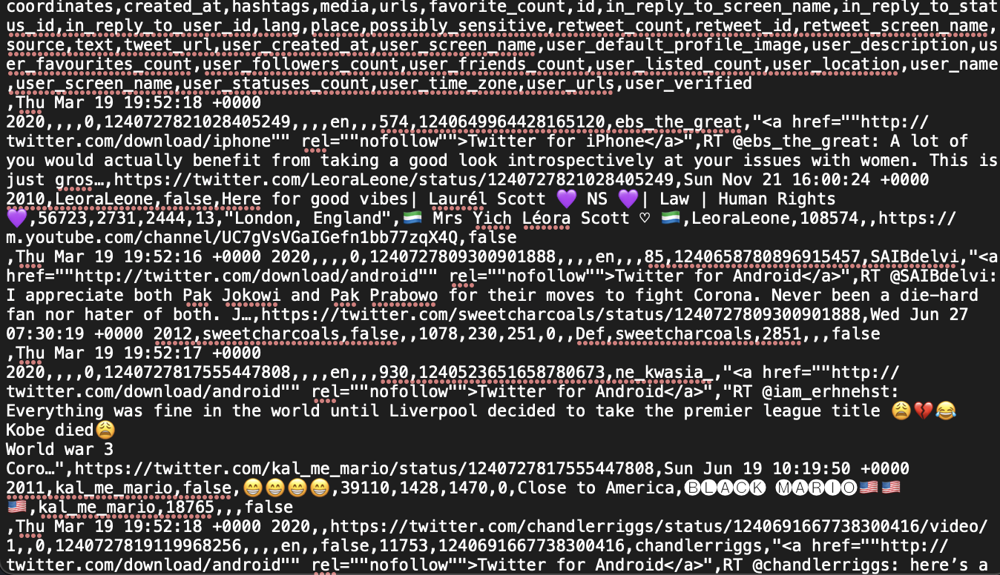 coordinates,created_at,hashtags,media,urls,favorite_count,id,in_reply_to_screen_name,in_reply_to_stat
us_id,in_reply_to_user_id,lang,place,possibly_sensitive,retweet_count,retweet_id,retweet_screen_name,
source,text,tweet_url,user_created_at,user_screen_name,user_default_profile_image,user_description,us
er_favourites_count,user_followers_count,user_friends_count,user_listed_count,user_location,user_name
,user_screen_name,user_statuses_count,user_time_zone,user_urls,user_verified
,Thu Mar 19 19:52:18 +0000
2020,,,,0,1240727821028405249,,,,en,,,574,1240649964428165120,ebs_the_great,"<a href=""http://
twitter.com/download/iphone"" rel=""nofollow"">Twitter for iPhone</a>",RT @ebs_the_great: A lot of
you would actually benefit from taking a good look introspectively at your issues with women. This is
just gros…,https://twitter.com/LeoraLeone/status/1240727821028405249,Sun Nov 21 16:00:24 +0000
2010,LeoraLeone,false,Here for good vibes| Laurél Scott 💜 NS 💜| Law | Human Rights
💜,56723,2731,2444,13,"London, England",🇸🇱 Mrs Yich Léora Scott ♡ 🇸🇱,LeoraLeone,108574,,https://
m.youtube.com/channel/UC7gVsVGaIGefn1bb77zqX4Q,false
,Thu Mar 19 19:52:16 +0000 2020,,,,0,1240727809300901888,,,,en,,,85,1240658780896915457,SAIBdelvi,"<a
href=""http://twitter.com/download/android"" rel=""nofollow"">Twitter for Android</a>",RT @SAIBdelvi:
I appreciate both Pak Jokowi and Pak Prabowo for their moves to fight Corona. Never been a die-hard
fan nor hater of both. J…,https://twitter.com/sweetcharcoals/status/1240727809300901888,Wed Jun 27
07:30:19 +0000 2012,sweetcharcoals,false,,1078,230,251,0,,Def,sweetcharcoals,2851,,,false
,Thu Mar 19 19:52:17 +0000
2020,,,,0,1240727817555447808,,,,en,,,930,1240523651658780673,ne_kwasia_,"<a href=""http://
twitter.com/download/android"" rel=""nofollow"">Twitter for Android</a>","RT @iam_erhnehst:
Everything was fine in the world until Liverpool decided to take the premier league title 😩💔😂
Kobe died😩
World war 3
Coro…",https://twitter.com/kal_me_mario/status/1240727817555447808,Sun Jun 19 10:19:50 +0000
2011,kal_me_mario,false,😁😁😁😁,39110,1428,1470,0,Close to America,🅑🅛🅐🅒🅚 🅜🅐🅡🅘🅞🇺🇸🇺🇸
🇺🇸,kal_me_mario,18765,,,false
,Thu Mar 19 19:52:18 +0000 2020,,https://twitter.com/chandlerriggs/status/1240691667738300416/video/
1,,0,1240727819119968256,,,,en,,false,11753,1240691667738300416,chandlerriggs,"<a href=""http://
twitter.com/download/android"" rel=""nofollow"">Twitter for Android</a>",RT @chandlerriggs: here’s a